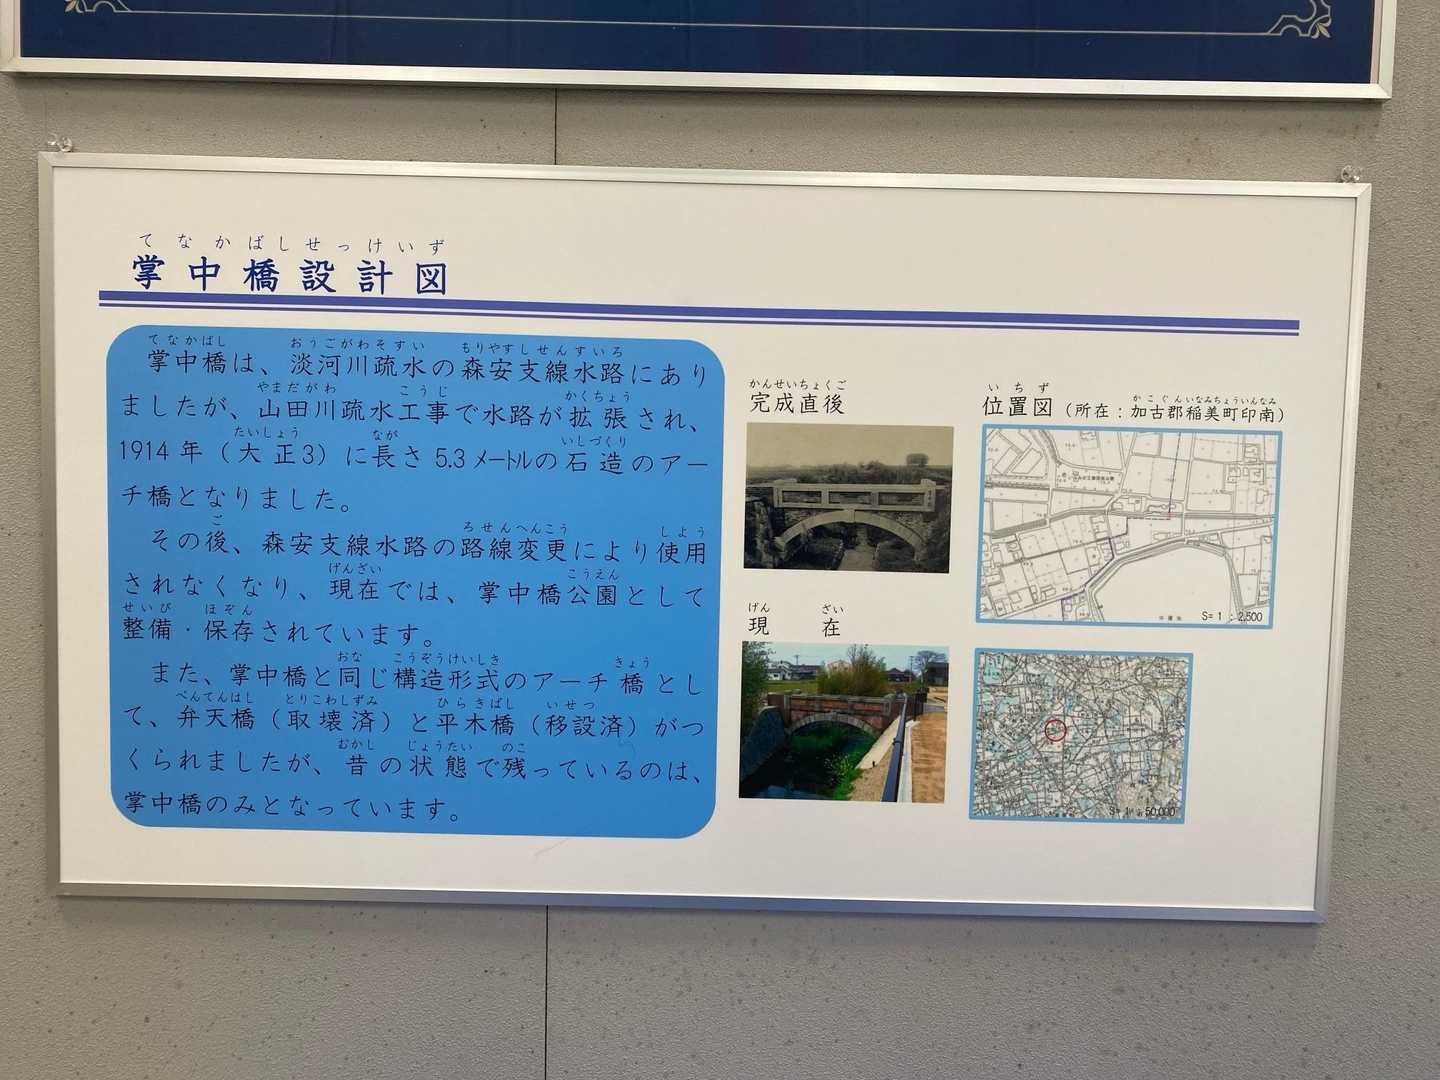 てなかばしせっけいず
掌中橋設計図
てなかばし おうごがわそすい もりやすしせんすいろ
掌中橋は、淡河川疏水の森安支線水路にあり
やまだがわ こうじ かくちょう
ましたが、山田川疏水工事で水路が拡張され、
たいしょう なが いしづくり
1914年（大正3）に長さ5.3メートルの石造のアー
チ橋となりました。
ご ろせんへんこう しよう
その後、森安支線水路の路線変更により使用
げんざい こうえん
されなくなり、現在では、掌中橋公園として
せいび ほぞん
整備・保存されています。
おな こうぞうけいしき きょう
また、掌中橋と同じ構造形式のアーチ橋とし
べんてんはし とりこわしずみ ひらきばし いせつ
て、弁天橋（取壊済）と平木橋（移設済）がつ
むかし じょうたい のこ
くられましたが、昔の状態で残っているのは、
掌中橋のみとなっています。
かんせいちょくご
完成直後
げんざい
現在
いちず かこぐんいなみちょういんなみ
位置図（所在：加古郡稲美町印南）
S=1：2,500
S=1：50,000